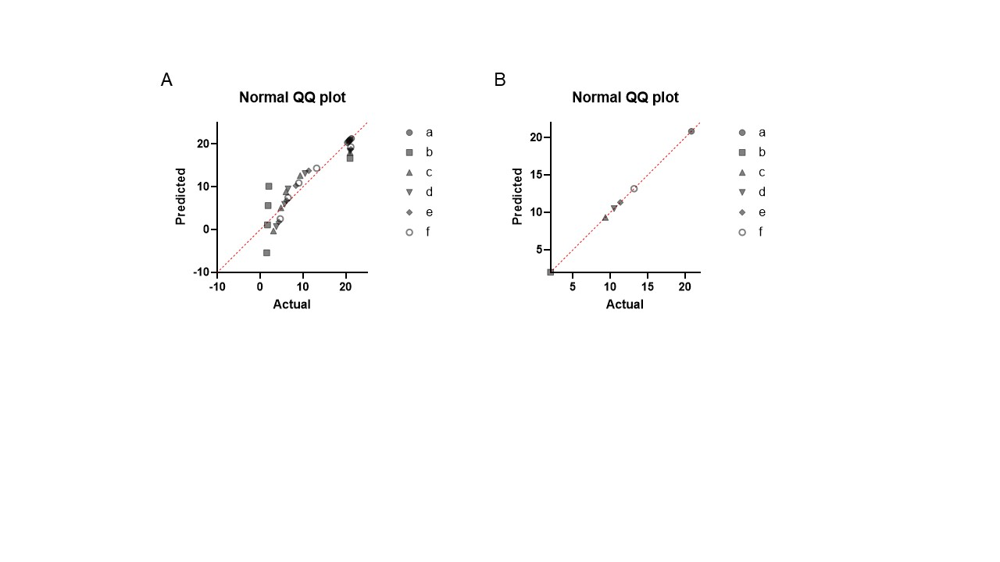 A
Normal QQ plot
Predicted
20
10
0
-10
-10 0 10 20
Actual
a
b
c
d
e
f
B
Normal QQ plot
Predicted
20
15
10
5
5 10 15 20
Actual
a
b
c
d
e
f